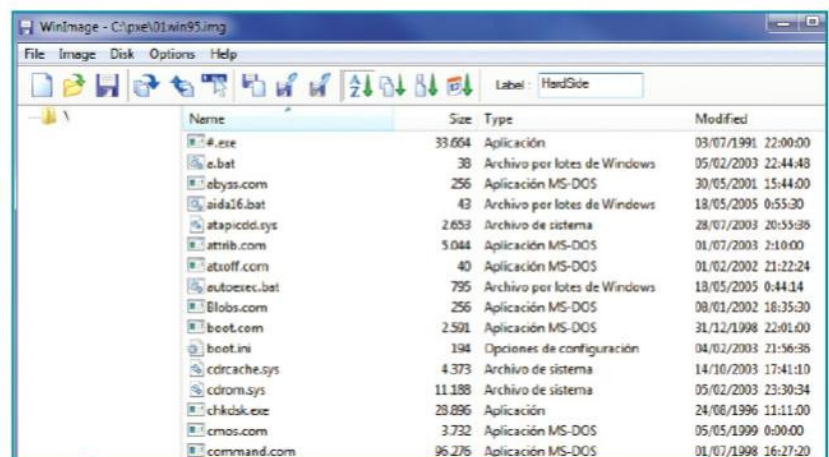 WinImage - C:\pxe\01win95.img
File Image Disk Options Help
Label: HardSide
\
Name Size Type Modified
#.exe 33.664 Aplicación 03/07/1991 22:00:00
a.bat 38 Archivo por lotes de Windows 05/02/2003 22:44:48
abyss.com 256 Aplicación MS-DOS 30/05/2001 15:44:00
aida16.bat 43 Archivo por lotes de Windows 18/05/2005 0:55:30
atapicdd.sys 2.653 Archivo de sistema 28/07/2003 20:55:36
attrib.com 5.044 Aplicación MS-DOS 01/07/2003 2:10:00
atxoff.com 40 Aplicación MS-DOS 01/02/2002 21:22:24
autoexec.bat 795 Archivo por lotes de Windows 18/05/2005 0:44:14
Blobs.com 256 Aplicación MS-DOS 08/01/2002 18:35:30
boot.com 2.591 Aplicación MS-DOS 31/12/1998 22:01:00
boot.ini 194 Opciones de configuración 04/02/2003 21:56:36
cdrcache.sys 4.373 Archivo de sistema 14/10/2003 17:41:10
cdrom.sys 11.188 Archivo de sistema 05/02/2003 23:30:34
chkdsk.exe 28.896 Aplicación 24/08/1996 11:11:00
cmos.com 3.732 Aplicación MS-DOS 05/05/1999 0:00:00
command.com 96.276 Aplicación MS-DOS 01/07/1998 16:27:20